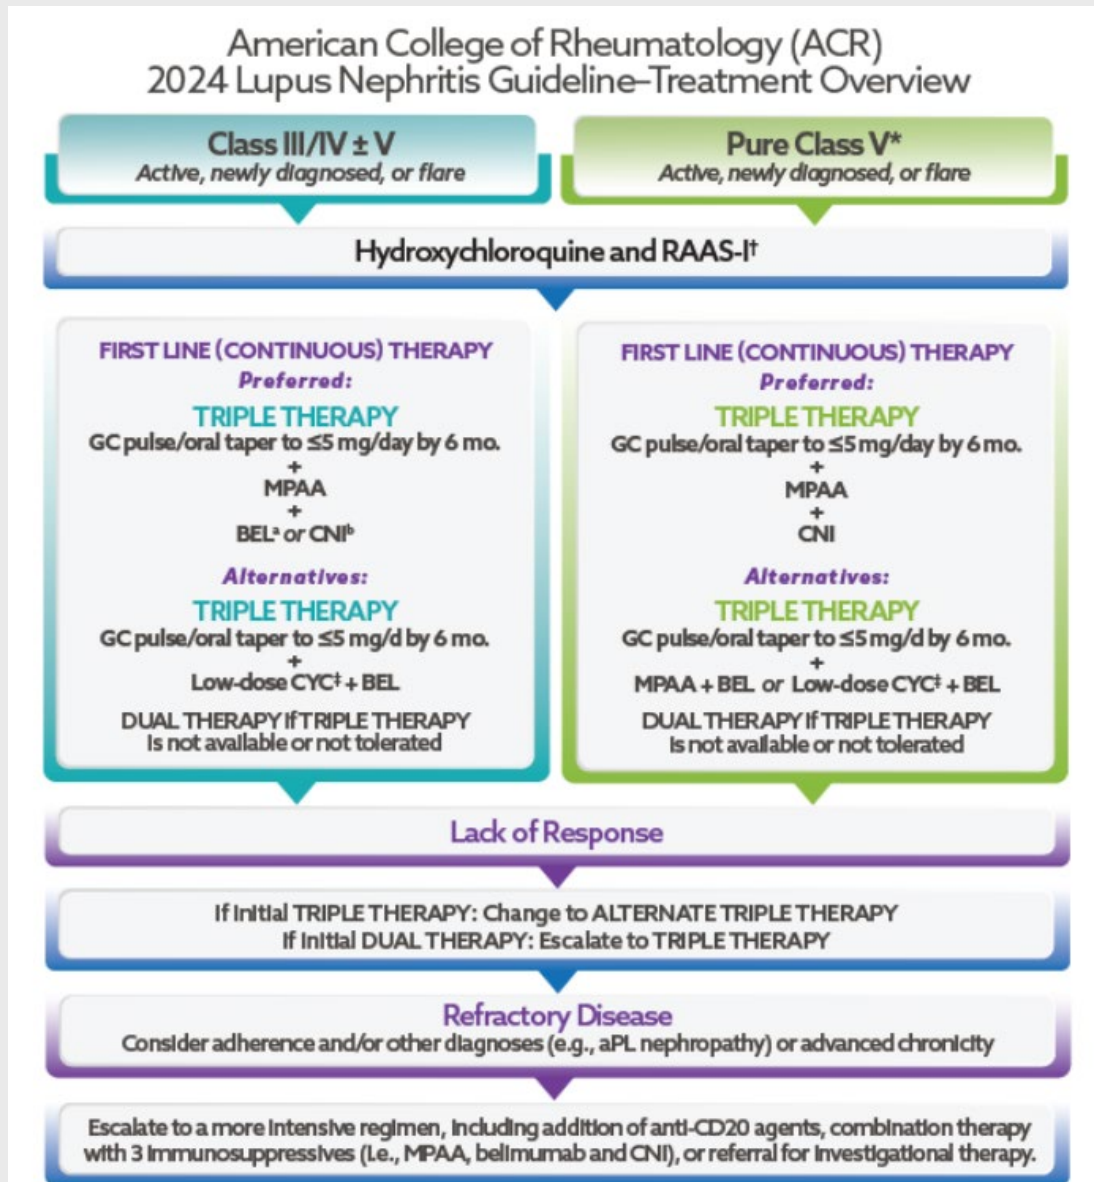 American College of Rheumatology (ACR)
2024 Lupus Nephritis Guideline–Treatment Overview
Class III/IV ± V
Active, newly diagnosed, or flare
Pure Class V*
Active, newly diagnosed, or flare
Hydroxychloroquine and RAAS-I†
FIRST LINE (CONTINUOUS) THERAPY
Preferred:
TRIPLE THERAPY
GC pulse/oral taper to ≤5 mg/day by 6 mo.
+
MPAA
+
BELᵃ or CNIᵇ
Alternatives:
TRIPLE THERAPY
GC pulse/oral taper to ≤5 mg/d by 6 mo.
+
Low-dose CYC‡ + BEL
DUAL THERAPY if TRIPLE THERAPY
is not available or not tolerated
FIRST LINE (CONTINUOUS) THERAPY
Preferred:
TRIPLE THERAPY
GC pulse/oral taper to ≤5 mg/day by 6 mo.
+
MPAA
+
CNI
Alternatives:
TRIPLE THERAPY
GC pulse/oral taper to ≤5 mg/d by 6 mo.
+
MPAA + BEL or Low-dose CYC‡ + BEL
DUAL THERAPY if TRIPLE THERAPY
is not available or not tolerated
Lack of Response
If initial TRIPLE THERAPY: Change to ALTERNATE TRIPLE THERAPY
If initial DUAL THERAPY: Escalate to TRIPLE THERAPY
Refractory Disease
Consider adherence and/or other diagnoses (e.g., aPL nephropathy) or advanced chronicity
Escalate to a more intensive regimen, including addition of anti-CD20 agents, combination therapy
with 3 immunosuppressives (i.e., MPAA, belimumab and CNI), or referral for investigational therapy.